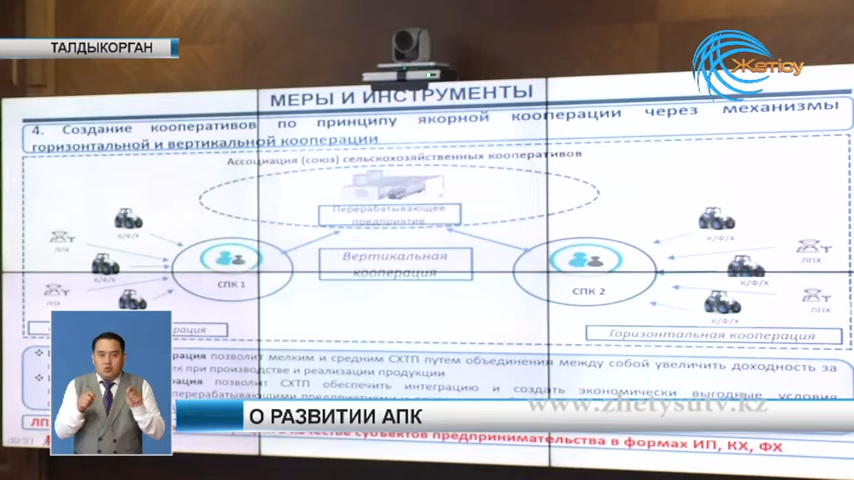 ТАЛДЫКОРГАН
Жетісу
МЕРЫ И ИНСТРУМЕНТЫ
4. Создание кооперативов по принципу якорной кооперации через механизмы
горизонтальной и вертикальной кооперации
Ассоциация (союз) сельскохозяйственных кооперативов
Перерабатывающее
предприятие
К/Ф/Х
К/Ф/Х
ЛПХ
ЛПХ
Вертикальная
кооперация
К/Ф/Х
К/Ф/Х
СПК 1
СПК 2
ЛПХ
ЛПХ
К/Ф/Х
Горизонтальная кооперация
позволит мелким и средним СХТП путем объединения между собой увеличить доходность за
при производстве и реализации продукции
позволит СХТП обеспечить интеграцию и создать экономически выгодные условия
www.zhetysutv.kz
О РАЗВИТИИ АПК
ЛП
качестве субъектов предпринимательства в формах ИП, КХ, ФХ